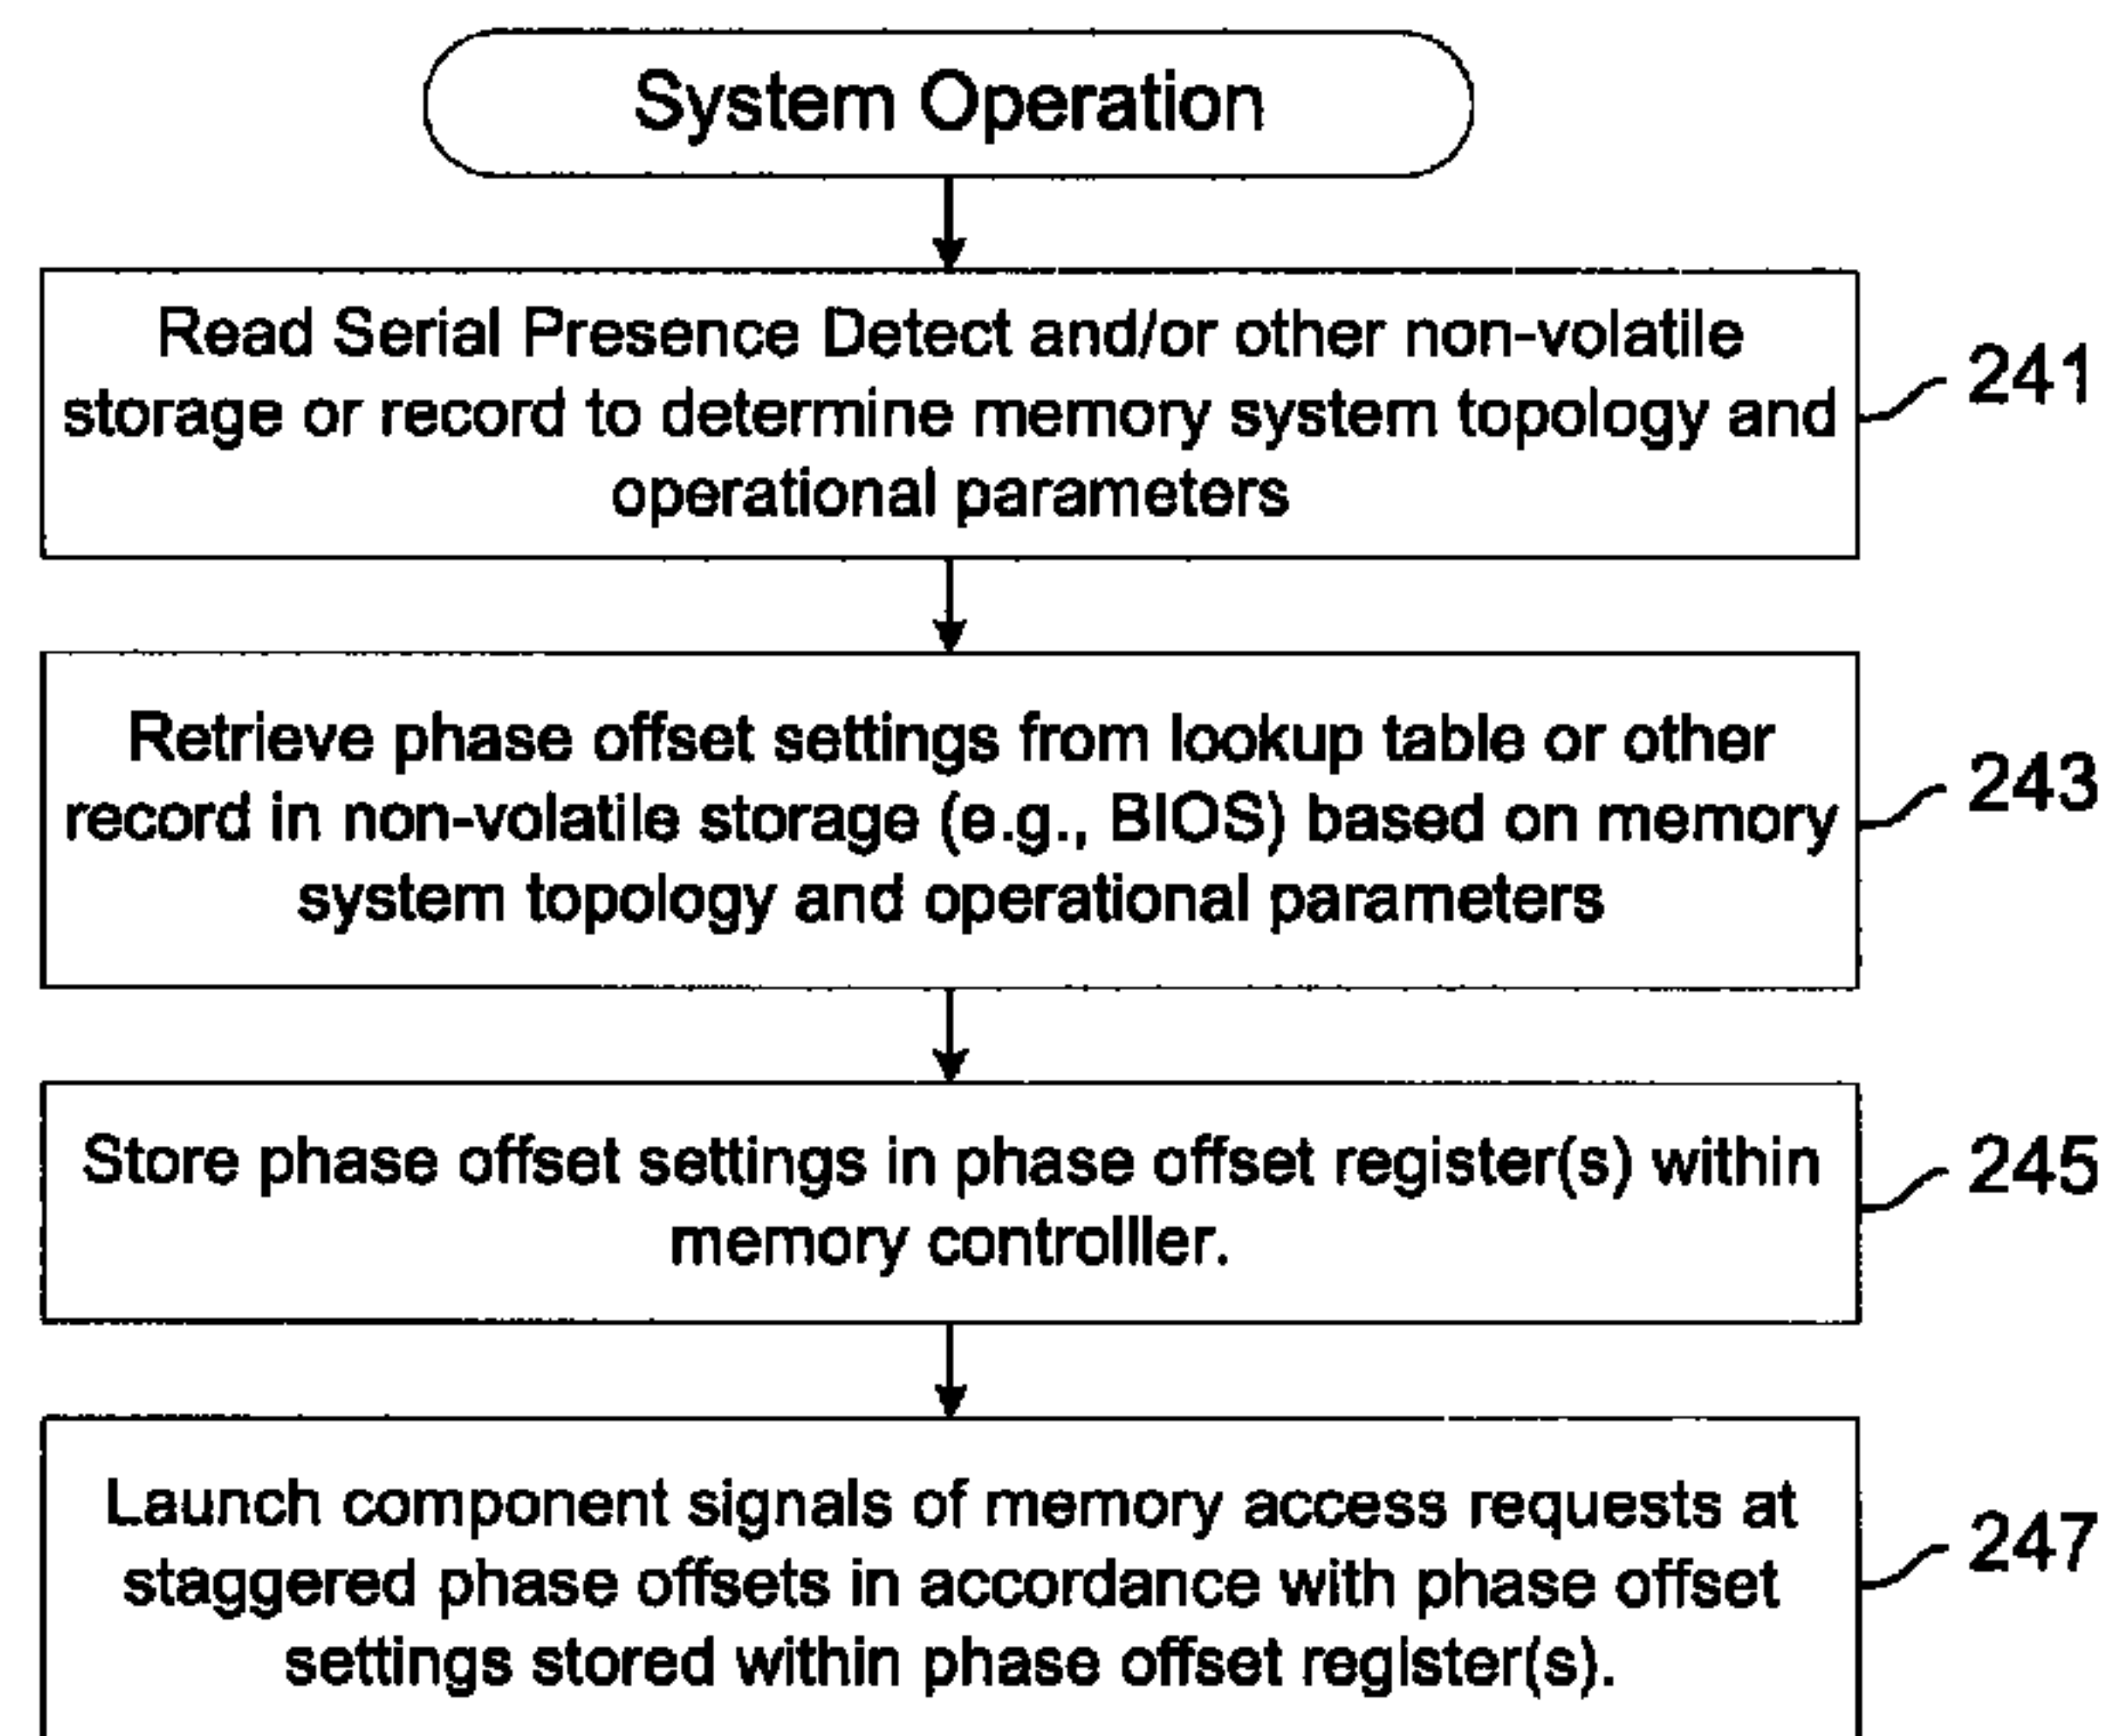 System Operation
Read Serial Presence Detect and/or other non-volatile
storage or record to determine memory system topology and
operational parameters
241
Retrieve phase offset settings from lookup table or other
record in non-volatile storage (e.g., BIOS) based on memory
system topology and operational parameters
243
Store phase offset settings in phase offset register(s) within
memory controlller.
245
Launch component signals of memory access requests at
staggered phase offsets in accordance with phase offset
settings stored within phase offset register(s).
247